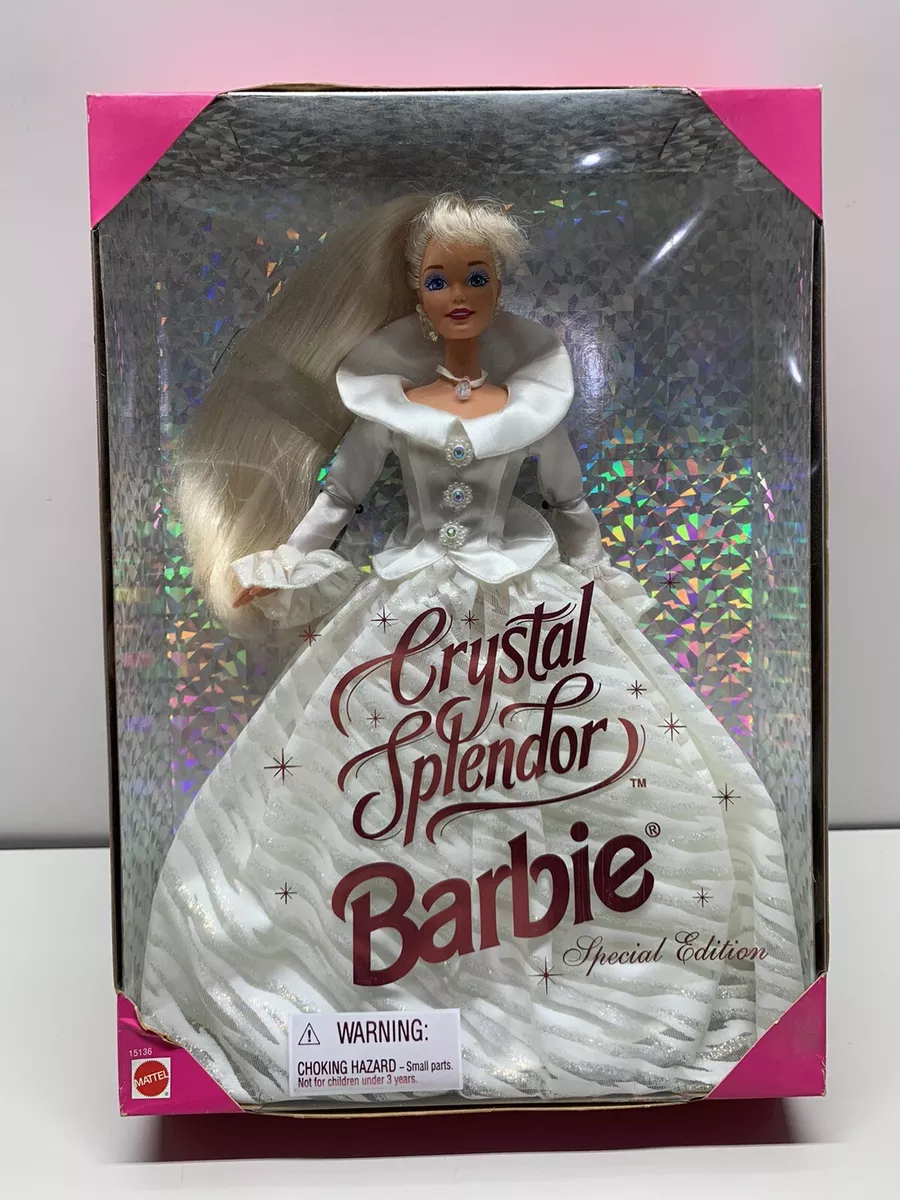 Crystal
Splendor
TM
Barbie®
Special Edition
⚠ WARNING:
CHOKING HAZARD – Small parts.
Not for children under 3 years.
15136
MATTEL
®